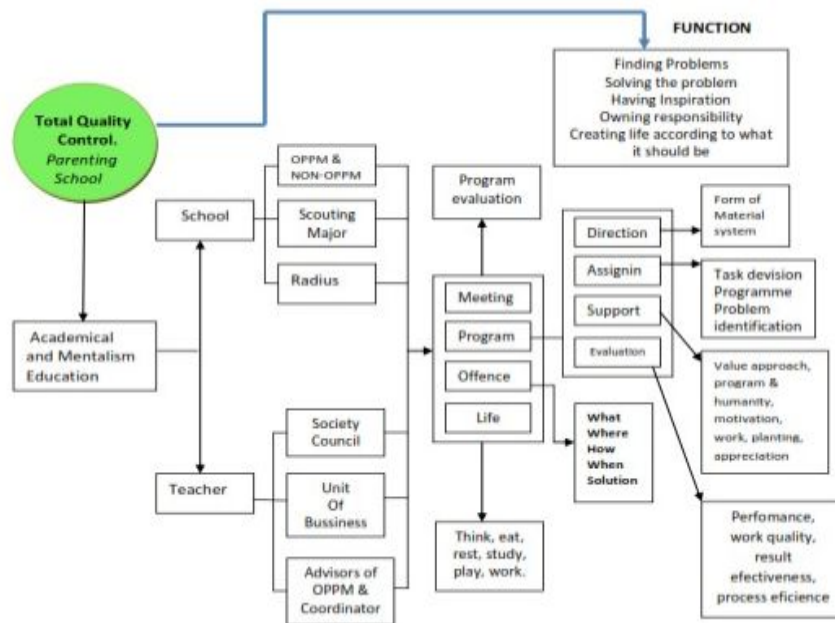 FUNCTION
Finding Problems
Solving the problem
Having Inspiration
Owning responsibility
Creating life according to what
it should be
Total Quality
Control.
Parenting
School
OPPM &
NON-OPPM
School
Scouting
Major
Radius
Academical
and Mentalism
Education
Teacher
Society
Council
Unit
Of
Bussiness
Advisors of
OPPM &
Coordinator
Program
evaluation
Meeting
Program
Offence
Life
Think, eat,
rest, study,
play, work.
Direction
Assignin
Support
Evaluation
What
Where
How
When
Solution
Form of
Material
system
Task devision
Programme
Problem
identification
Value approach,
program &
humanity,
motivation,
work, planting,
appreciation
Perfomance,
work quality,
result
efectiveness,
process eficience